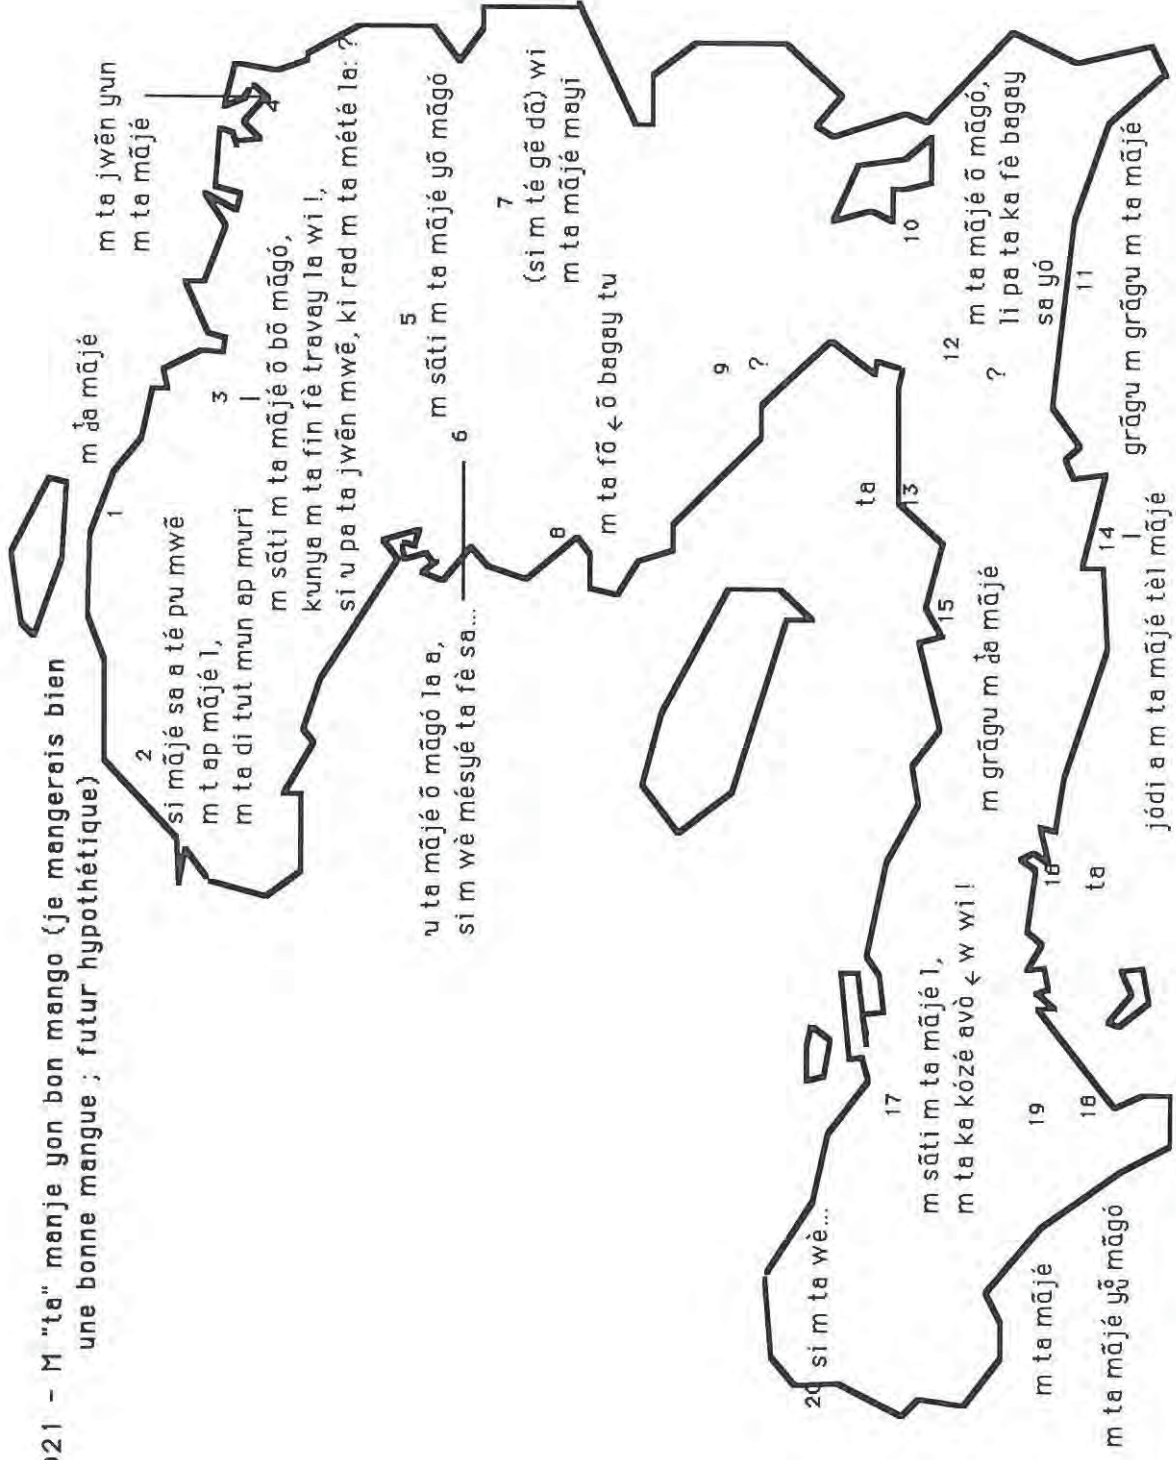 021 - M "ta" manje yon bon mango (je mangerais bien
une bonne mangue ; futur hypothétique)
m ta jwẽn yun
m ta mãjé
4
m da mãjé
t
1
2
si mãjé sa a té pu mwẽ
m t ap mãjé l,
m ta di tut mun ap muri
3
l
m sãti m ta mãjé õ bõ mãgó,
kunya m ta fin fè travay la wi !,
si u pa ta jwẽn mwẽ, ki rad m ta mété la: ?
5
m sãti m ta mãjé yõ mãgó
6
u ta mãjé õ mãgó la a,
si m wè mésyé ta fè sa...
7
(si m té gẽ dã) wi
m ta mãjé mayi
8
m ta fõ ← õ bagay tu
9
?
10
11
grãgu m grãgu m ta mãjé
12
?
m ta mãjé õ mãgó,
li pa ta ka fè bagay
sa yó
ta
13
14
l
jódi a m ta mãjé tèl mãjé
15
m grãgu m da mãjé
t
16
ta
17
m sãti m ta mãjé l,
m ta ka kózé avò ← w wi !
18
19
m ta mãjé
m ta mãjé yõ mãgó
u
20
si m ta wè...